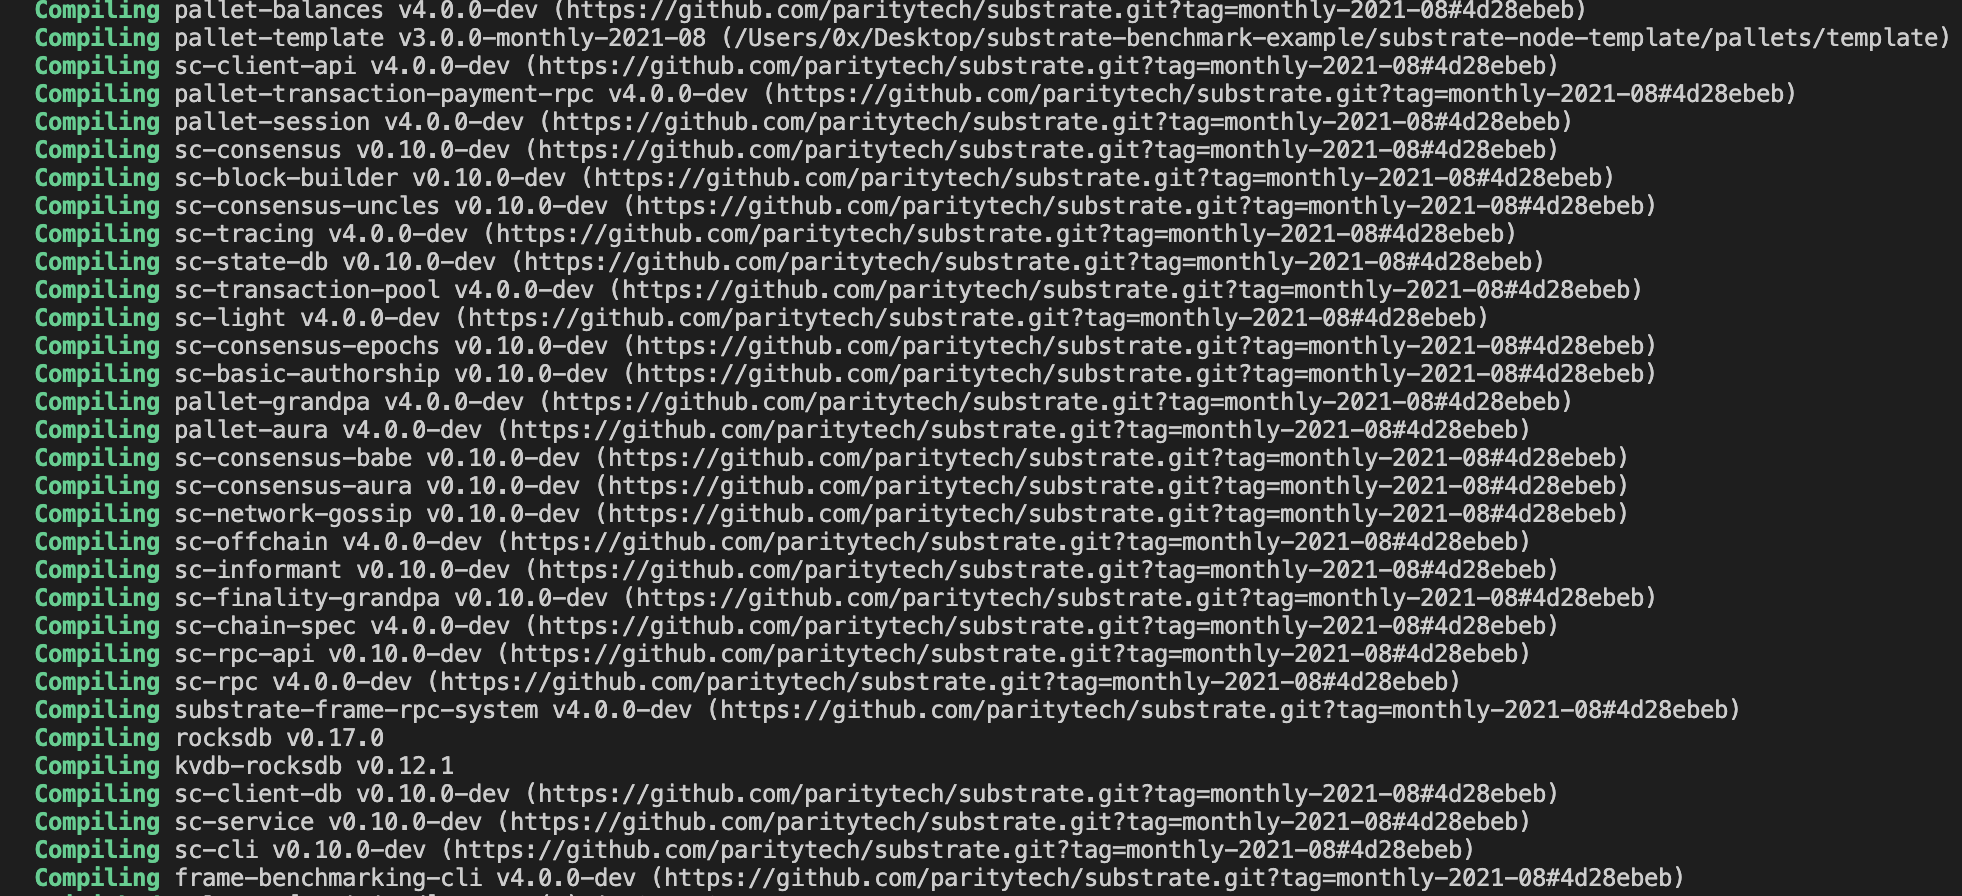 Compiling pallet-balances v4.0.0-dev (https://github.com/paritytech/substrate.git?tag=monthly-2021-08#4d28ebeb)
Compiling pallet-template v3.0.0-monthly-2021-08 (/Users/0x/Desktop/substrate-benchmark-example/substrate-node-template/pallets/template)
Compiling sc-client-api v4.0.0-dev (https://github.com/paritytech/substrate.git?tag=monthly-2021-08#4d28ebeb)
Compiling pallet-transaction-payment-rpc v4.0.0-dev (https://github.com/paritytech/substrate.git?tag=monthly-2021-08#4d28ebeb)
Compiling pallet-session v4.0.0-dev (https://github.com/paritytech/substrate.git?tag=monthly-2021-08#4d28ebeb)
Compiling sc-consensus v0.10.0-dev (https://github.com/paritytech/substrate.git?tag=monthly-2021-08#4d28ebeb)
Compiling sc-block-builder v0.10.0-dev (https://github.com/paritytech/substrate.git?tag=monthly-2021-08#4d28ebeb)
Compiling sc-consensus-uncles v0.10.0-dev (https://github.com/paritytech/substrate.git?tag=monthly-2021-08#4d28ebeb)
Compiling sc-tracing v4.0.0-dev (https://github.com/paritytech/substrate.git?tag=monthly-2021-08#4d28ebeb)
Compiling sc-state-db v0.10.0-dev (https://github.com/paritytech/substrate.git?tag=monthly-2021-08#4d28ebeb)
Compiling sc-transaction-pool v4.0.0-dev (https://github.com/paritytech/substrate.git?tag=monthly-2021-08#4d28ebeb)
Compiling sc-light v4.0.0-dev (https://github.com/paritytech/substrate.git?tag=monthly-2021-08#4d28ebeb)
Compiling sc-consensus-epochs v0.10.0-dev (https://github.com/paritytech/substrate.git?tag=monthly-2021-08#4d28ebeb)
Compiling sc-basic-authorship v0.10.0-dev (https://github.com/paritytech/substrate.git?tag=monthly-2021-08#4d28ebeb)
Compiling pallet-grandpa v4.0.0-dev (https://github.com/paritytech/substrate.git?tag=monthly-2021-08#4d28ebeb)
Compiling pallet-aura v4.0.0-dev (https://github.com/paritytech/substrate.git?tag=monthly-2021-08#4d28ebeb)
Compiling sc-consensus-babe v0.10.0-dev (https://github.com/paritytech/substrate.git?tag=monthly-2021-08#4d28ebeb)
Compiling sc-consensus-aura v0.10.0-dev (https://github.com/paritytech/substrate.git?tag=monthly-2021-08#4d28ebeb)
Compiling sc-network-gossip v0.10.0-dev (https://github.com/paritytech/substrate.git?tag=monthly-2021-08#4d28ebeb)
Compiling sc-offchain v4.0.0-dev (https://github.com/paritytech/substrate.git?tag=monthly-2021-08#4d28ebeb)
Compiling sc-informant v0.10.0-dev (https://github.com/paritytech/substrate.git?tag=monthly-2021-08#4d28ebeb)
Compiling sc-finality-grandpa v0.10.0-dev (https://github.com/paritytech/substrate.git?tag=monthly-2021-08#4d28ebeb)
Compiling sc-chain-spec v4.0.0-dev (https://github.com/paritytech/substrate.git?tag=monthly-2021-08#4d28ebeb)
Compiling sc-rpc-api v0.10.0-dev (https://github.com/paritytech/substrate.git?tag=monthly-2021-08#4d28ebeb)
Compiling sc-rpc v4.0.0-dev (https://github.com/paritytech/substrate.git?tag=monthly-2021-08#4d28ebeb)
Compiling substrate-frame-rpc-system v4.0.0-dev (https://github.com/paritytech/substrate.git?tag=monthly-2021-08#4d28ebeb)
Compiling rocksdb v0.17.0
Compiling kvdb-rocksdb v0.12.1
Compiling sc-client-db v0.10.0-dev (https://github.com/paritytech/substrate.git?tag=monthly-2021-08#4d28ebeb)
Compiling sc-service v0.10.0-dev (https://github.com/paritytech/substrate.git?tag=monthly-2021-08#4d28ebeb)
Compiling sc-cli v0.10.0-dev (https://github.com/paritytech/substrate.git?tag=monthly-2021-08#4d28ebeb)
Compiling frame-benchmarking-cli v4.0.0-dev (https://github.com/paritytech/substrate.git?tag=monthly-2021-08#4d28ebeb)